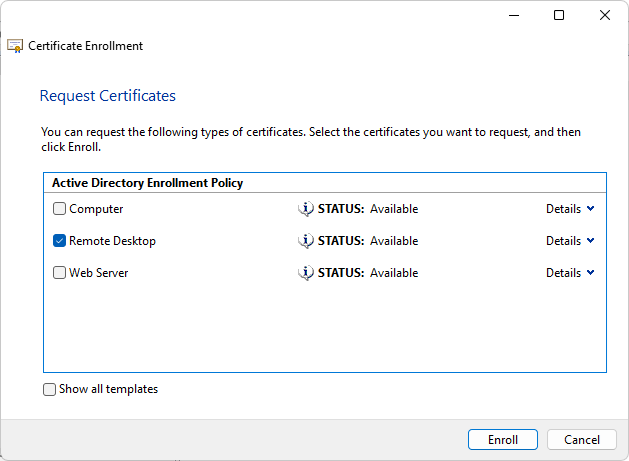 Certificate Enrollment
Request Certificates
You can request the following types of certificates. Select the certificates you want to request, and then
click Enroll.
Active Directory Enrollment Policy
Computer STATUS: Available Details
Remote Desktop STATUS: Available Details
Web Server STATUS: Available Details
Show all templates
Enroll Cancel